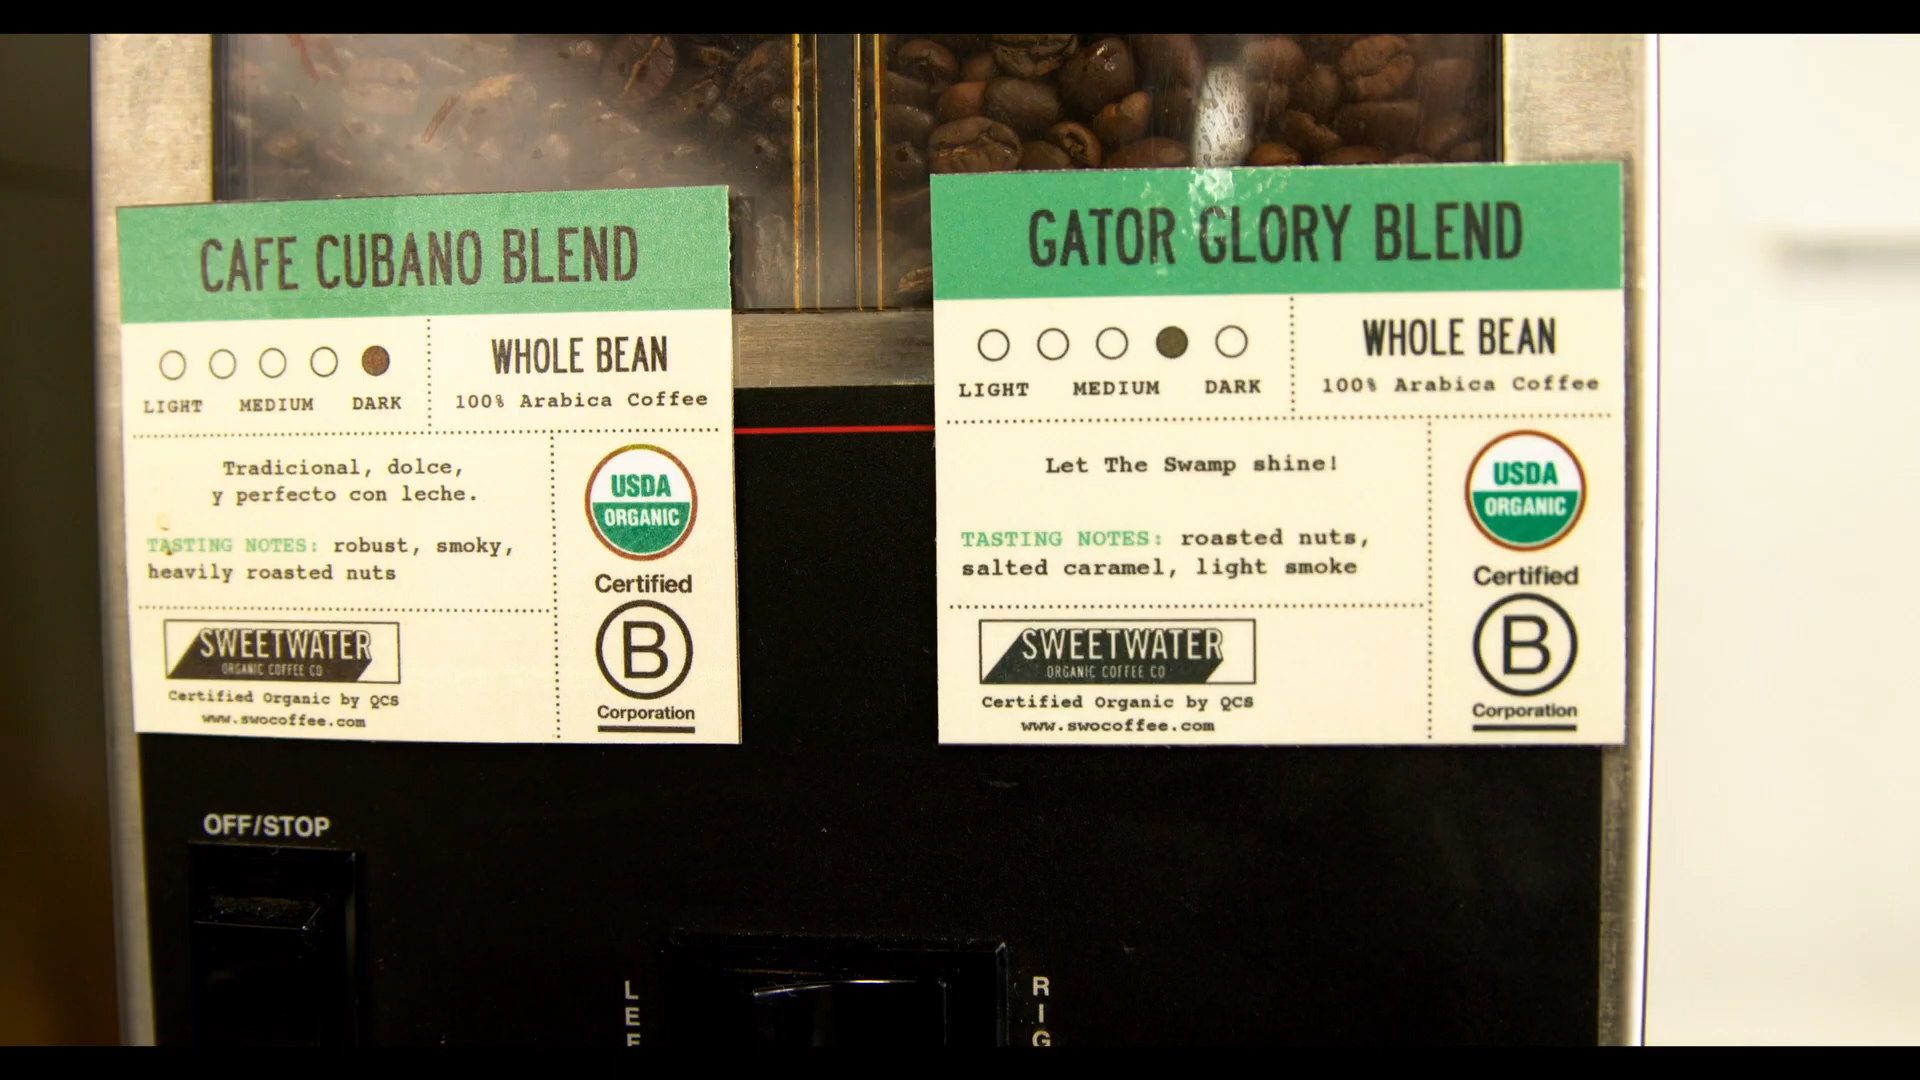 CAFE CUBANO BLEND
LIGHT MEDIUM DARK
WHOLE BEAN
100% Arabica Coffee
Tradicional, dolce,
y perfecto con leche.
TASTING NOTES: robust, smoky,
heavily roasted nuts
USDA
ORGANIC
Certified
B
Corporation
SWEETWATER
ORGANIC COFFEE CO
Certified Organic by QCS
www.swocoffee.com
GATOR GLORY BLEND
LIGHT MEDIUM DARK
WHOLE BEAN
100% Arabica Coffee
Let The Swamp shine!
TASTING NOTES: roasted nuts,
salted caramel, light smoke
USDA
ORGANIC
Certified
B
Corporation
SWEETWATER
ORGANIC COFFEE CO
Certified Organic by QCS
www.swocoffee.com
OFF/STOP